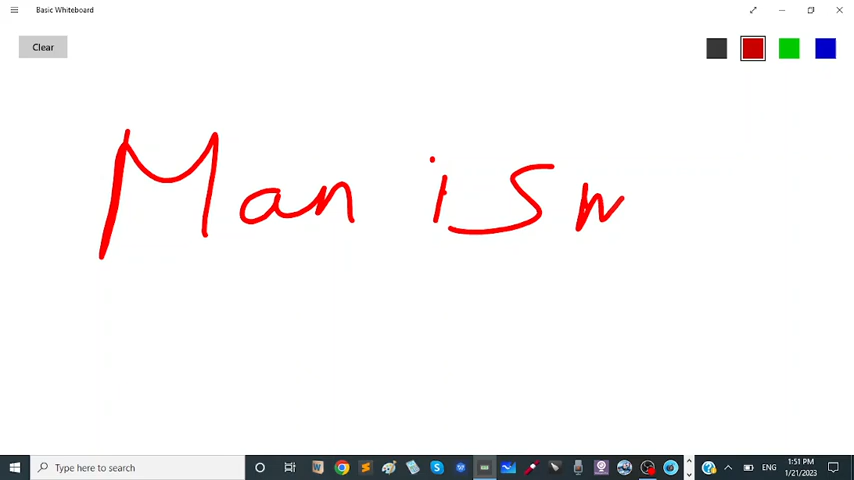 Basic Whiteboard
Clear
Man is
Type here to search
ENG
1:51 PM
1/21/2023